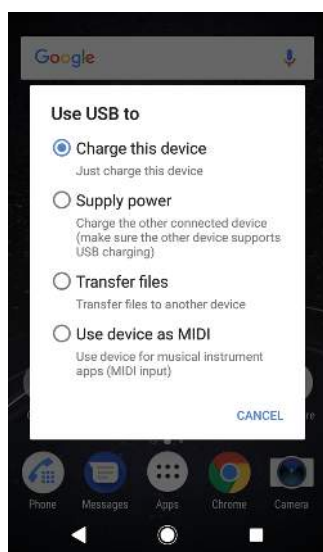 Google
Use USB to
Charge this device
Just charge this device
Supply power
Charge the other connected device
(make sure the other device supports
USB charging)
Transfer files
Transfer files to another device
Use device as MIDI
Use device for musical instrument
apps (MIDI input)
CANCEL
Phone
Messages
Apps
Chrome
Camera